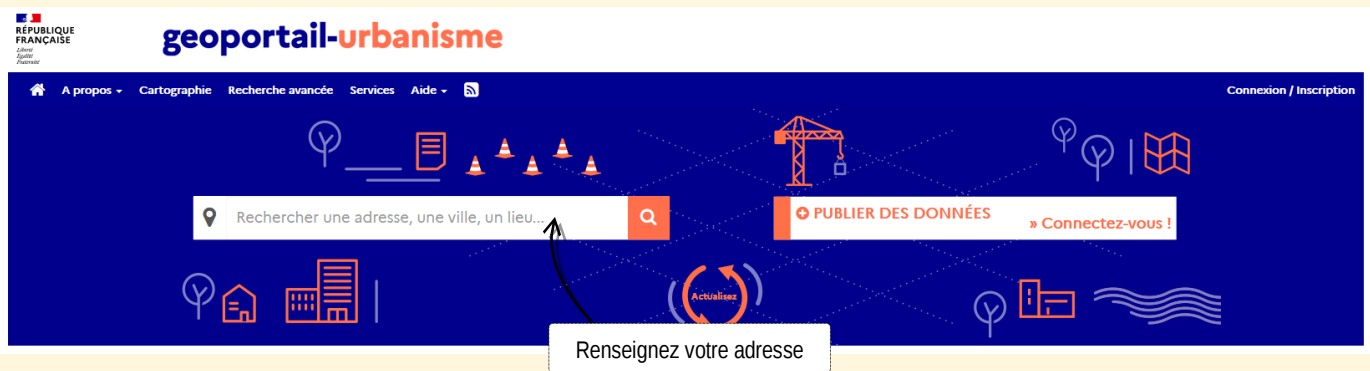 RÉPUBLIQUE
FRANÇAISE
Liberté
Égalité
Fraternité
geoportail-urbanisme
A propos Cartographie Recherche avancée Services Aide Connexion / Inscription
Rechercher une adresse, une ville, un lieu...
PUBLIER DES DONNÉES
» Connectez-vous !
Actualisez
Renseignez votre adresse